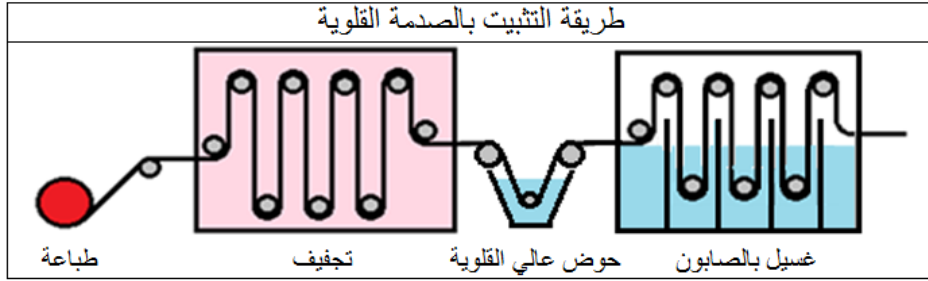 طريقة التثبيت بالصدمة القلوية
طباعة تجفيف حوض عالي القلوية غسيل بالصابون